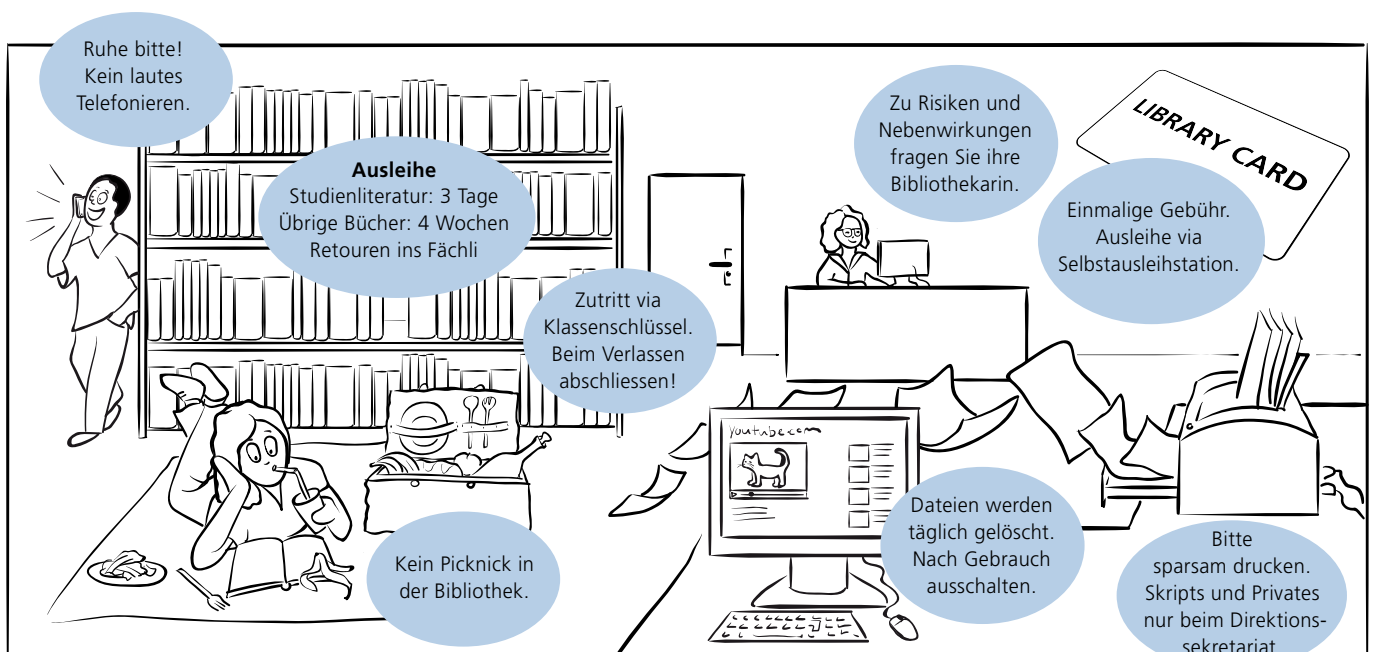 Ruhe bitte!
Kein lautes
Telefonieren.
Ausleihe
Studienliteratur: 3 Tage
Übrige Bücher: 4 Wochen
Retouren ins Fächli
Zutritt via
Klassenschlüssel.
Beim Verlassen
abschliessen!
Zu Risiken und
Nebenwirkungen
fragen Sie ihre
Bibliothekarin.
LIBRARY CARD
Einmalige Gebühr.
Ausleihe via
Selbstausleihstation.
Kein Picknick in
der Bibliothek.
youtube.com
Dateien werden
täglich gelöscht.
Nach Gebrauch
ausschalten.
Bitte
sparsam drucken.
Skripts und Privates
nur beim Direktions-
sekretariat